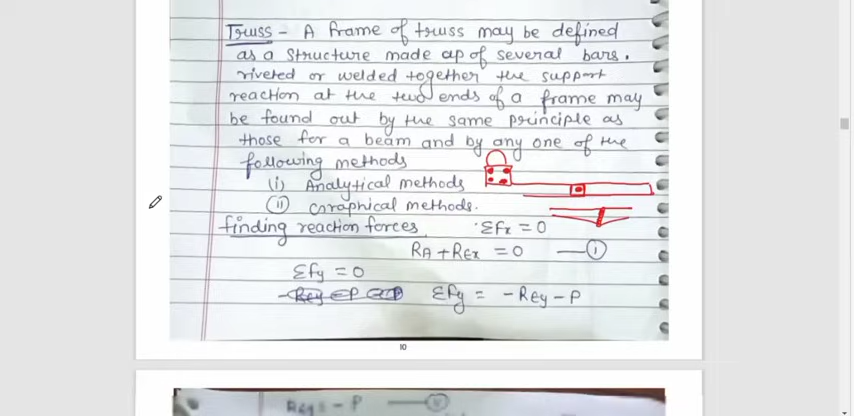 Truss - A frame of truss may be defined
as a structure made up of several bars.
riveted or welded together the support
reaction at the two ends of a frame may
be found out by the same principle as
those for a beam and by any one of the
following methods
(i) Analytical methods
(ii) Graphical methods.
finding reaction forces. Σfx = 0
RA + REx = 0 —(1)
Σfy = 0
Σfy = -REy - P
10
REy = - P —(ii)